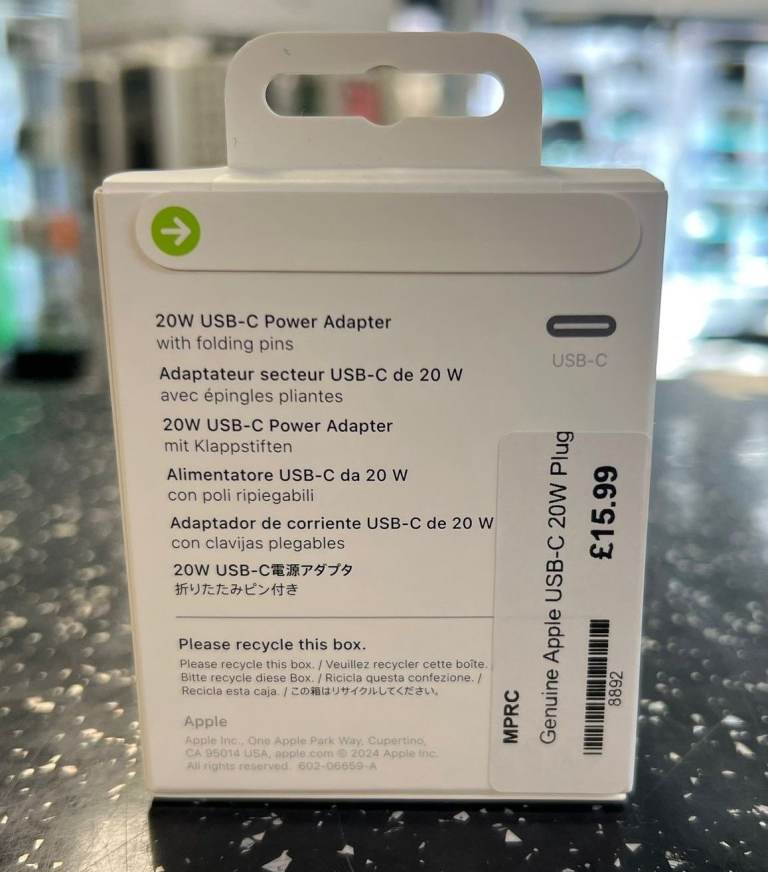 20W USB-C Power Adapter
with folding pins
USB-C
Adaptateur secteur USB-C de 20 W
avec épingles pliantes
20W USB-C Power Adapter
mit Klappstiften
Alimentatore USB-C da 20 W
con poli ripiegabili
Adaptador de corriente USB-C de 20 W
con clavijas plegables
20W USB-C電源アダプタ
折りたたみピン付き
Please recycle this box.
Please recycle this box. / Veuillez recycler cette boîte.
Bitte recycle diese Box. / Ricicla questa confezione. /
Recicla esta caja. / この箱はリサイクルしてください。
Apple
Apple Inc., One Apple Park Way, Cupertino,
CA 95014 USA, apple.com © 2024 Apple Inc.
All rights reserved. 602-06659-A
MPRC
Genuine Apple USB-C 20W Plug
£15.99
8892